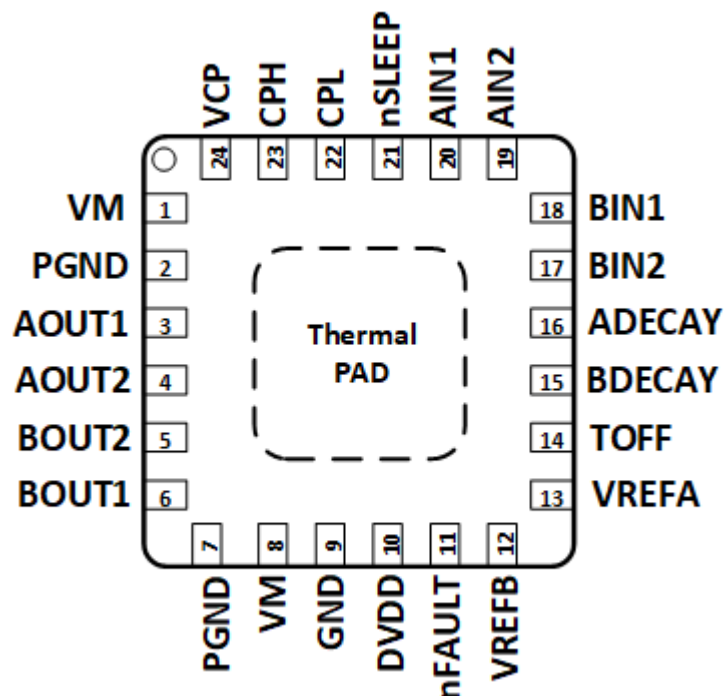 VCP CPH CPL nSLEEP AIN1 AIN2
24 23 22 21 20 19
VM 1 18 BIN1
PGND 2 17 BIN2
AOUT1 3 16 ADECAY
AOUT2 4 15 BDECAY
BOUT2 5 14 TOFF
BOUT1 6 13 VREFA
Thermal
PAD
7 8 9 10 11 12
PGND VM GND DVDD nFAULT VREFB